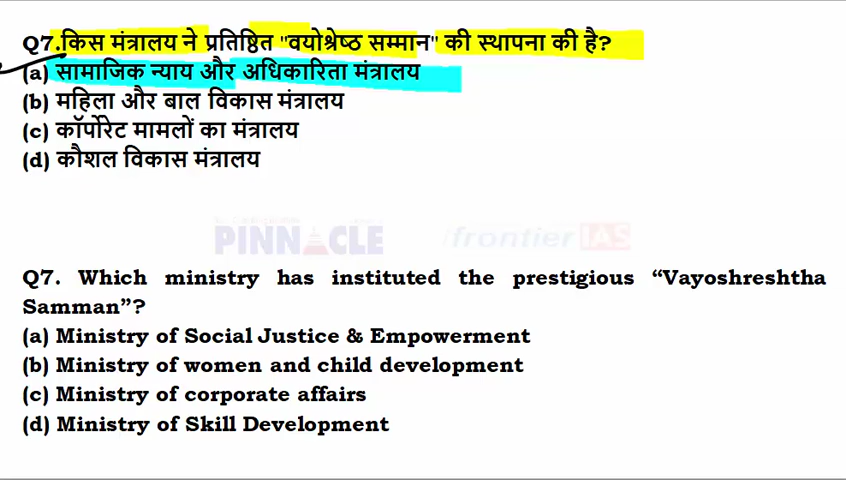 Q7.किस मंत्रालय ने प्रतिष्ठित "वयोश्रेष्ठ सम्मान" की स्थापना की है?
(a) सामाजिक न्याय और अधिकारिता मंत्रालय
(b) महिला और बाल विकास मंत्रालय
(c) कॉर्पोरेट मामलों का मंत्रालय
(d) कौशल विकास मंत्रालय
PINNACLE frontier IAS
Q7. Which ministry has instituted the prestigious “Vayoshreshtha
Samman”?
(a) Ministry of Social Justice & Empowerment
(b) Ministry of women and child development
(c) Ministry of corporate affairs
(d) Ministry of Skill Development